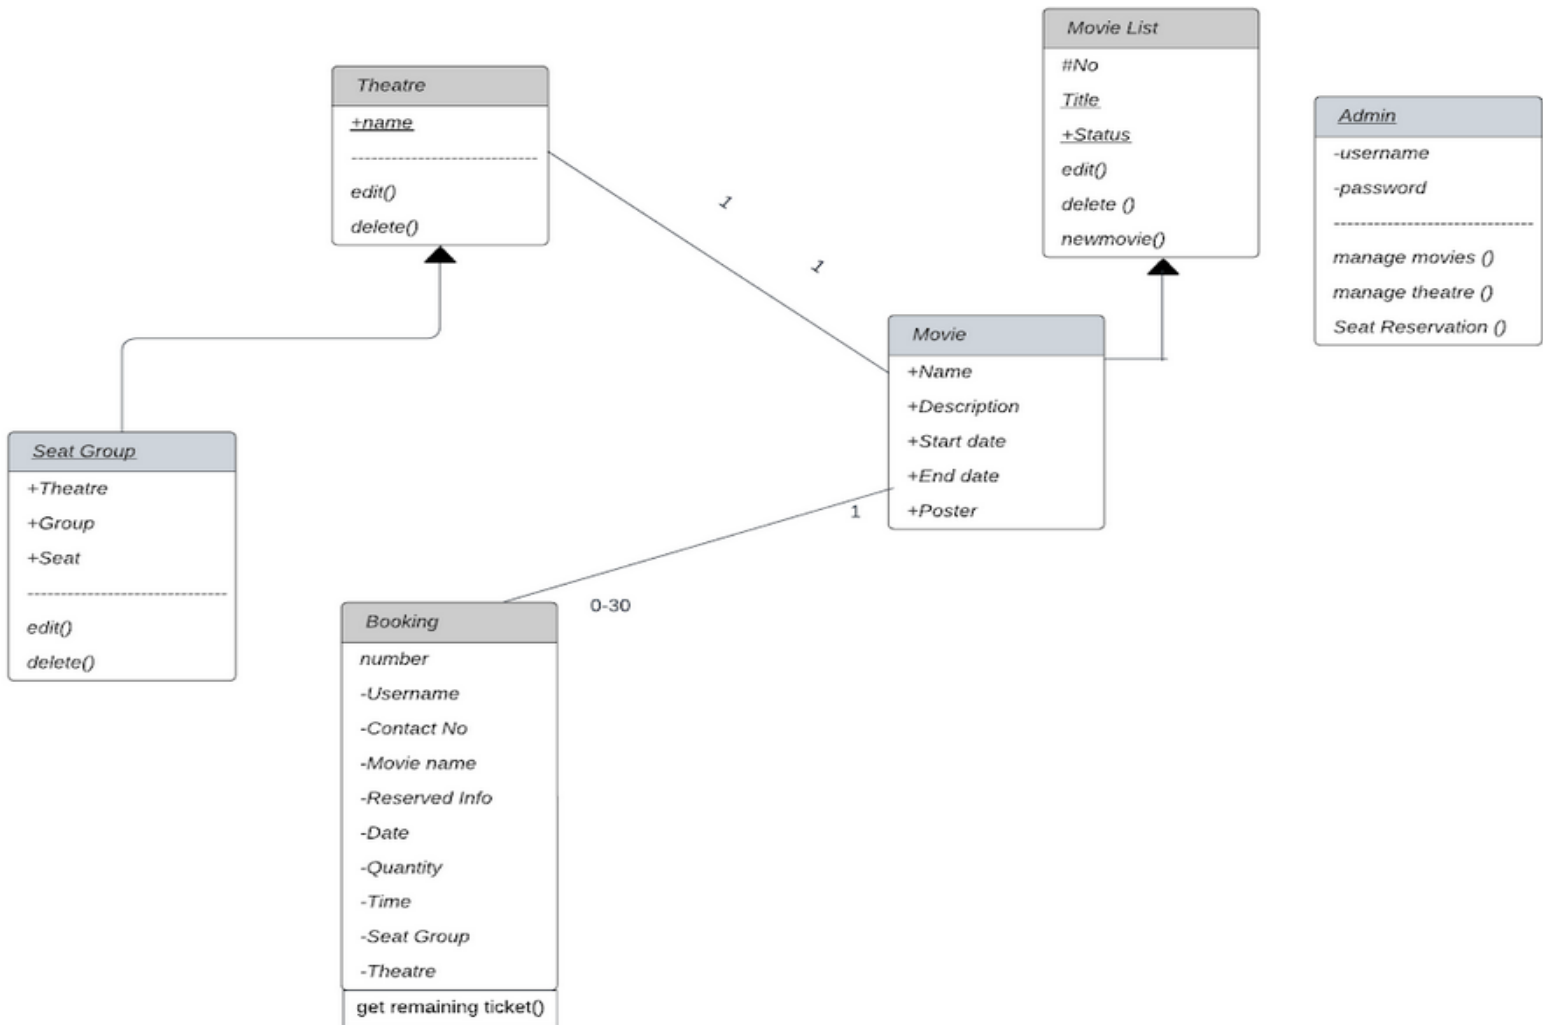 Movie List
#No
Title
+Status
edit()
delete ()
newmovie()
Theatre
+name
--------------------------------
edit()
delete()
Admin
-username
-password
----------------------------------
manage movies ()
manage theatre ()
Seat Reservation ()
1
1
Movie
+Name
+Description
+Start date
+End date
+Poster
Seat Group
+Theatre
+Group
+Seat
----------------------------------
edit()
delete()
1
0-30
Booking
number
-Username
-Contact No
-Movie name
-Reserved Info
-Date
-Quantity
-Time
-Seat Group
-Theatre
get remaining ticket()